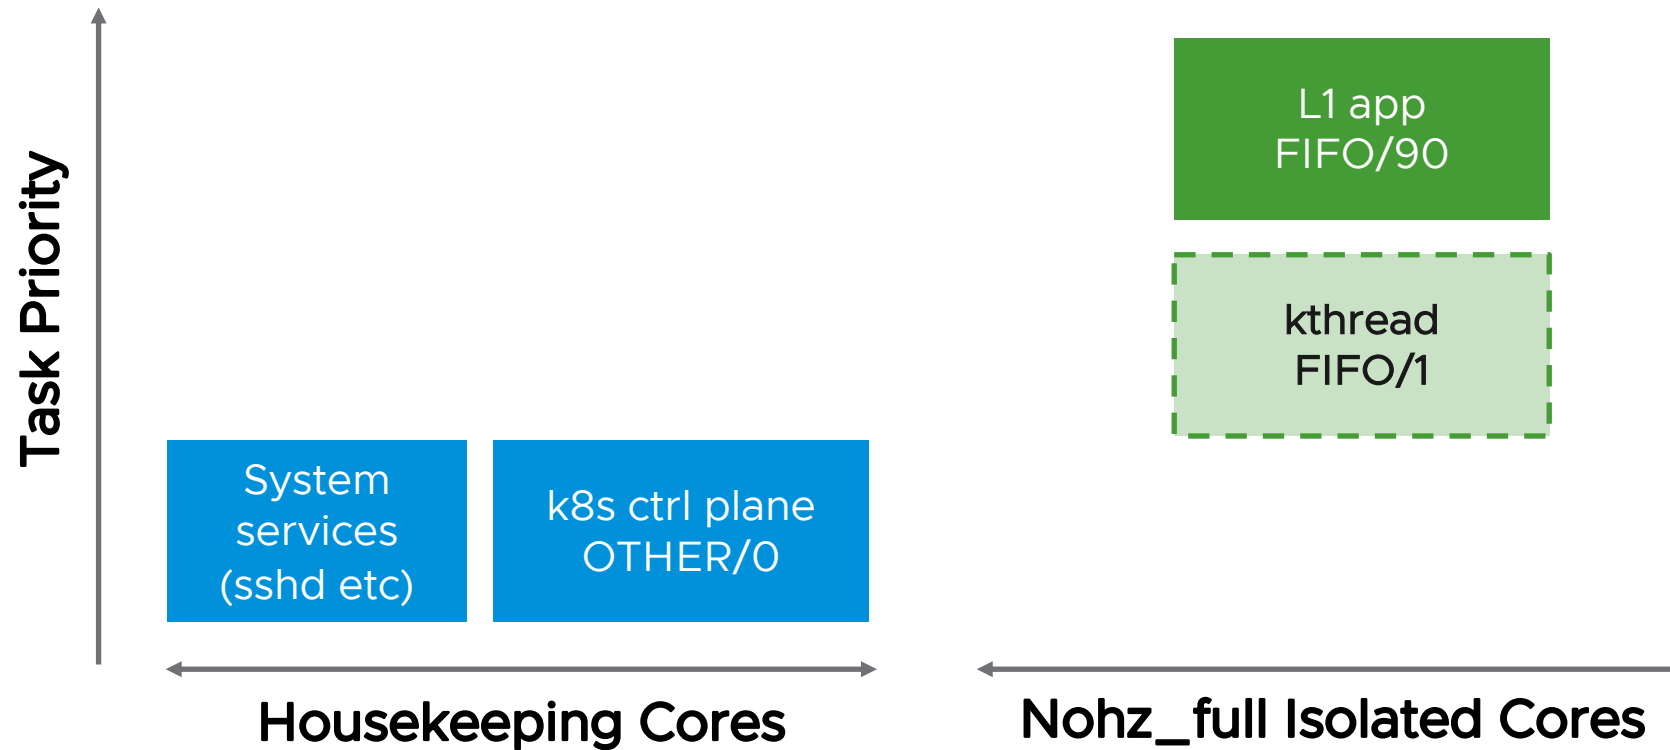 Task Priority
L1 app
FIFO/90
kthread
FIFO/1
System
services
(sshd etc)
k8s ctrl plane
OTHER/0
Housekeeping Cores
Nohz_full Isolated Cores